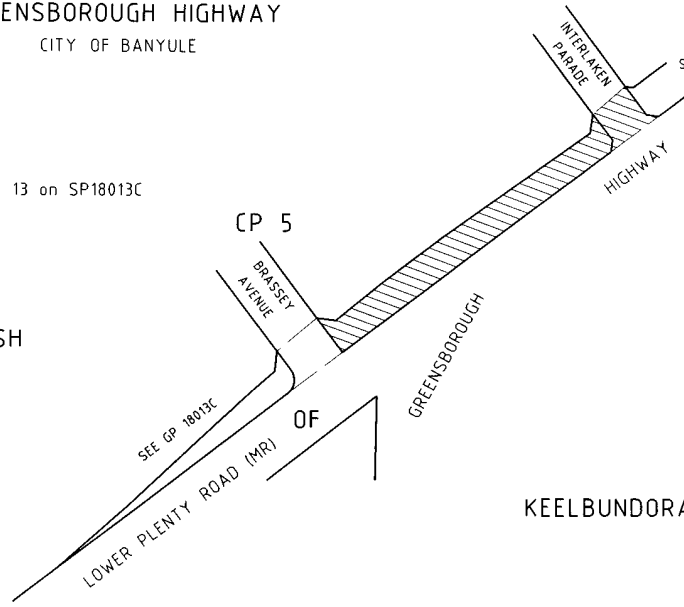 ENSBOROUGH HIGHWAY
CITY OF BANYULE
INTERLAKEN
PARADE
S
13 on SP18013C
HIGHWAY
CP 5
BRASSEY
AVENUE
GREENSBOROUGH
SH
SEE GP 18013C
OF
LOWER PLENTY ROAD (MR)
KEELBUNDORA